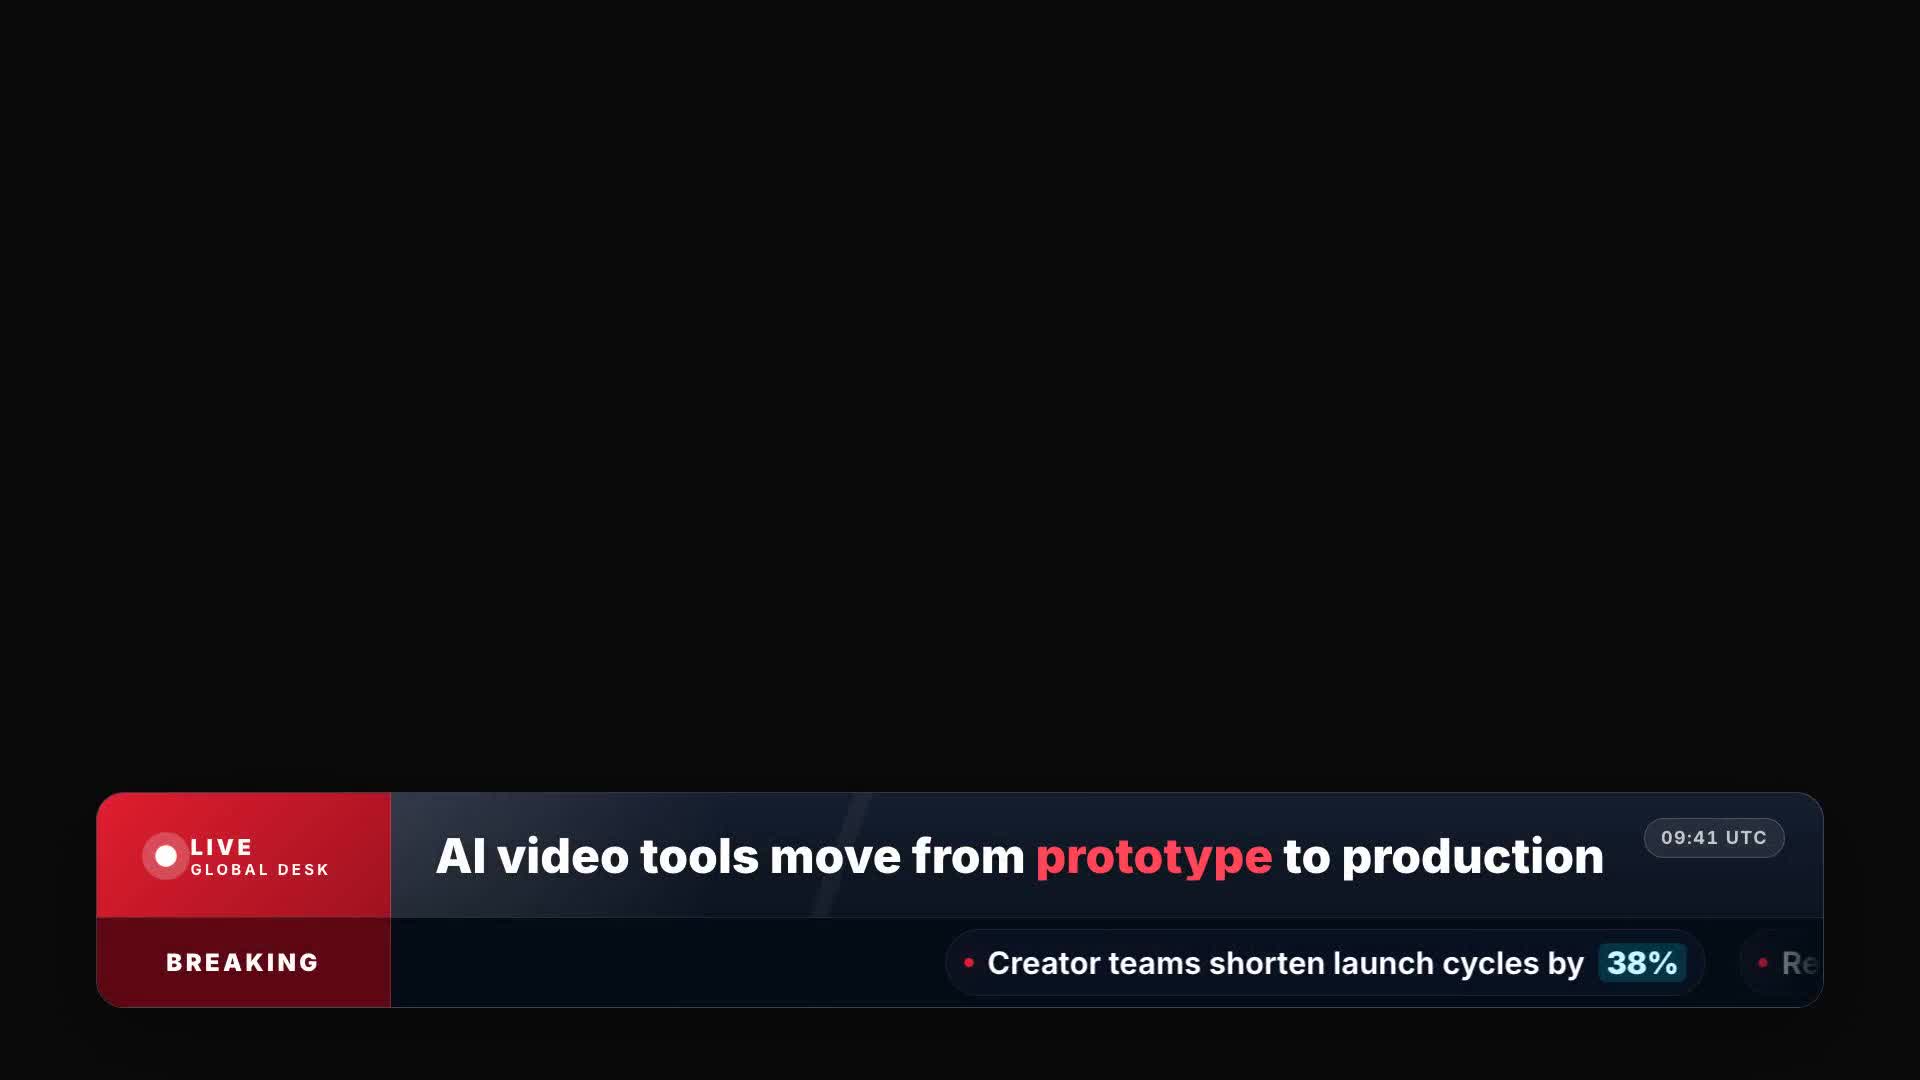 LIVE
GLOBAL DESK
AI video tools move from prototype to production
09:41 UTC
BREAKING
Creator teams shorten launch cycles by 38%